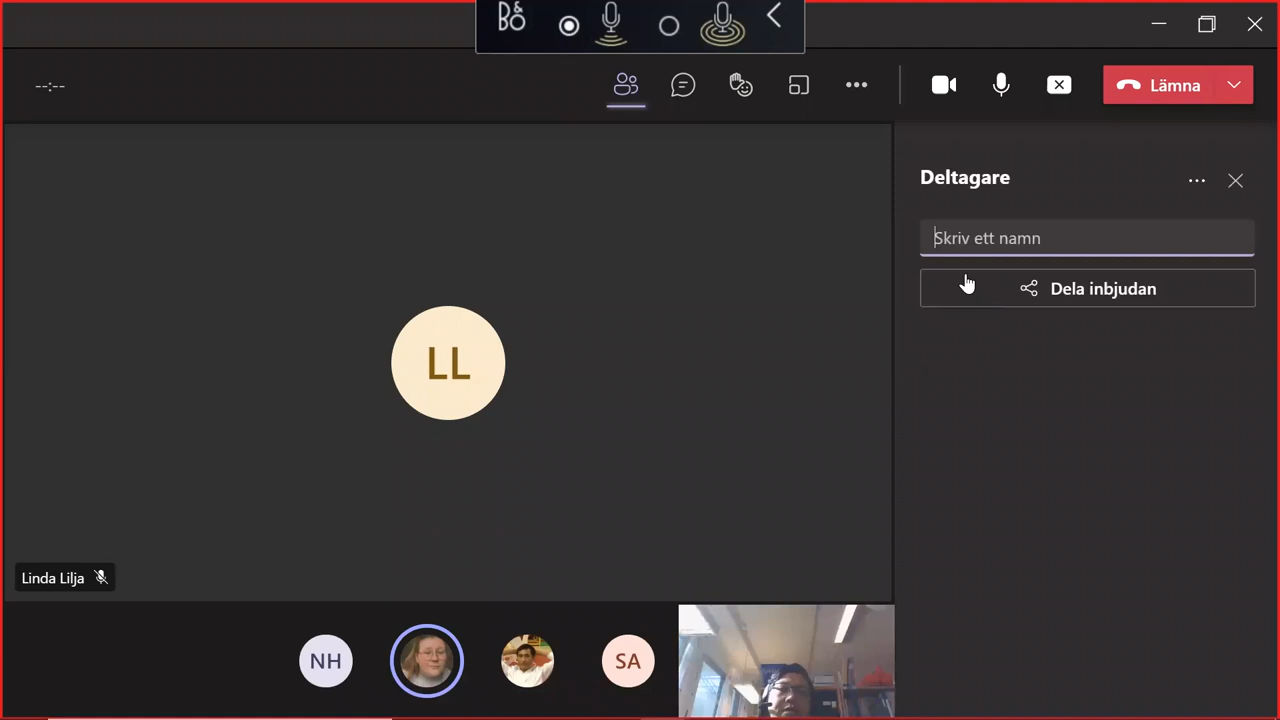 B&O
--:--
Lämna
Deltagare
Skriv ett namn
Dela inbjudan
LL
Linda Lilja
NH
SA